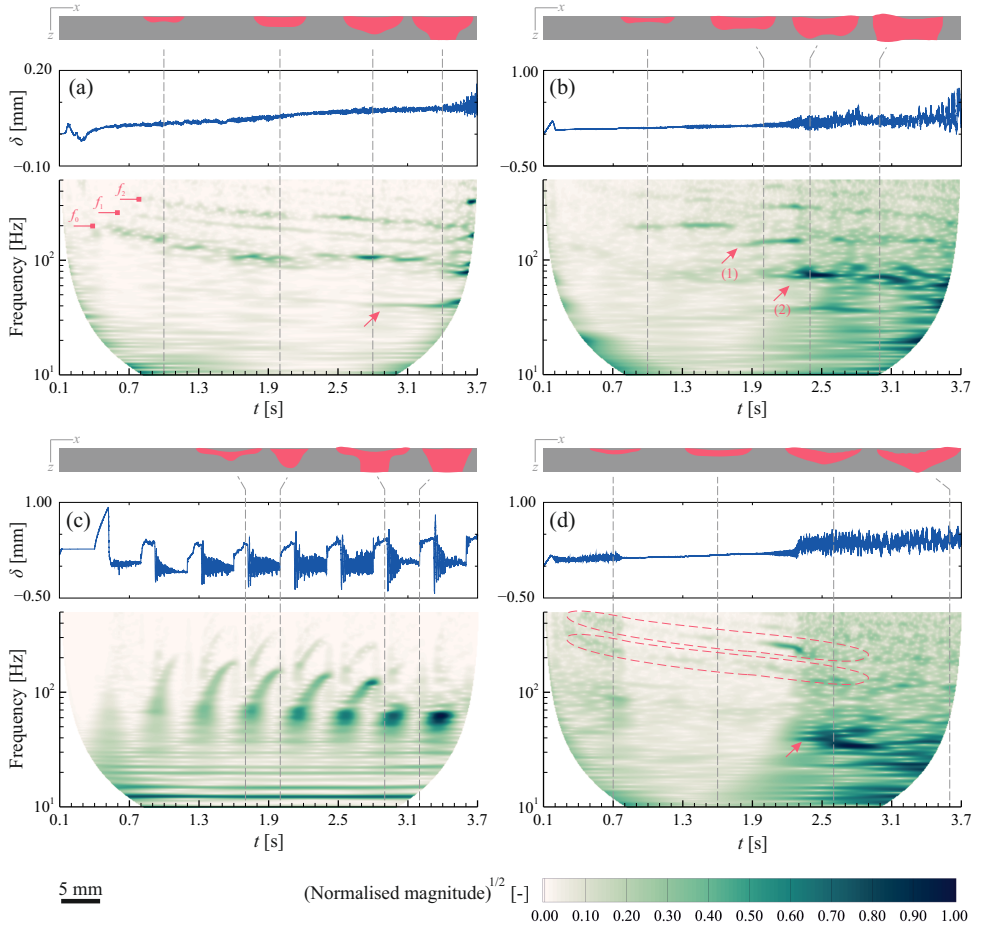 x
z
x
z
0.20
(a)
δ [mm]
−0.10
1.00
(b)
−0.50
f2
f1
f0
Frequency [Hz]
10²
10¹
0.1 0.7 1.3 1.9 2.5 3.1 3.7
t [s]
(1)
(2)
10²
10¹
0.1 0.7 1.3 1.9 2.5 3.1 3.7
t [s]
x
z
x
z
1.00
(c)
δ [mm]
−0.50
1.00
(d)
−0.50
Frequency [Hz]
10²
10¹
0.1 0.7 1.3 1.9 2.5 3.1 3.7
t [s]
10²
10¹
0.1 0.7 1.3 1.9 2.5 3.1 3.7
t [s]
5 mm
(Normalised magnitude)^1/2 [-]
0.00 0.10 0.20 0.30 0.40 0.50 0.60 0.70 0.80 0.90 1.00